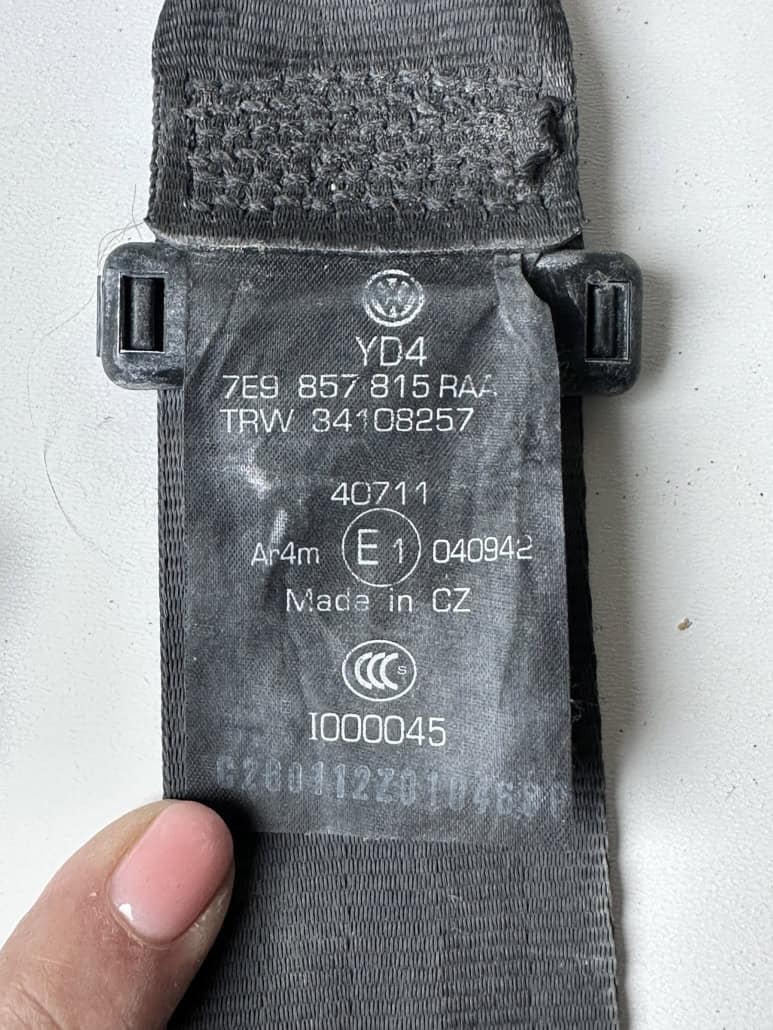 YD4
7E9 857 815 RAA
TRW 34108257
40711
Ar4m E1 040942
Made in CZ
CCC S
I000045